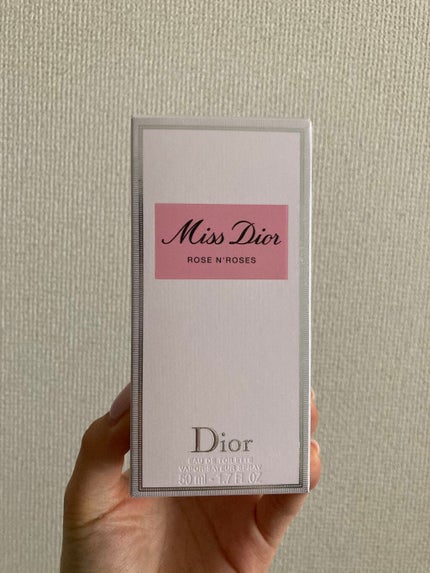 Miss Dior
ROSE N'ROSES
Dior
EAU DE TOILETTE
VAPORISATEUR SPRAY
50 ml - 1.7 Fl. OZ